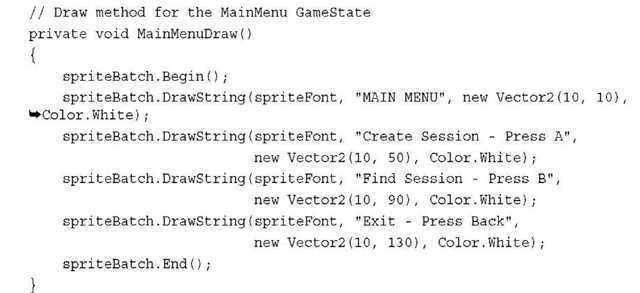 // Draw method for the MainMenu GameState
private void MainMenuDraw()
{
    spriteBatch.Begin();
    spriteBatch.DrawString(spriteFont, "MAIN MENU", new Vector2(10, 10),
➥Color.White);
    spriteBatch.DrawString(spriteFont, "Create Session - Press A",
                           new Vector2(10, 50), Color.White);
    spriteBatch.DrawString(spriteFont, "Find Session - Press B",
                           new Vector2(10, 90), Color.White);
    spriteBatch.DrawString(spriteFont, "Exit - Press Back",
                           new Vector2(10, 130), Color.White);
    spriteBatch.End();
}